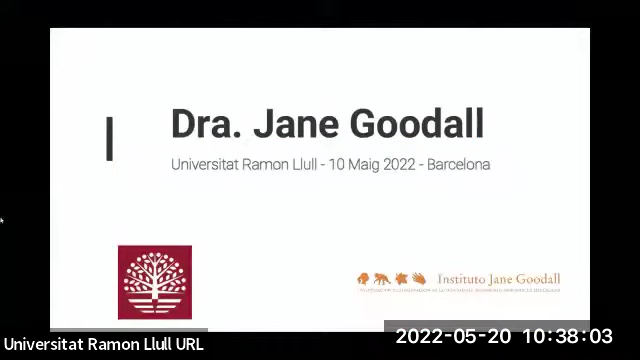 Dra. Jane Goodall
Universitat Ramon Llull - 10 Maig 2022 - Barcelona
Instituto Jane Goodall
Universitat Ramon Llull URL
2022-05-20 10:38:03